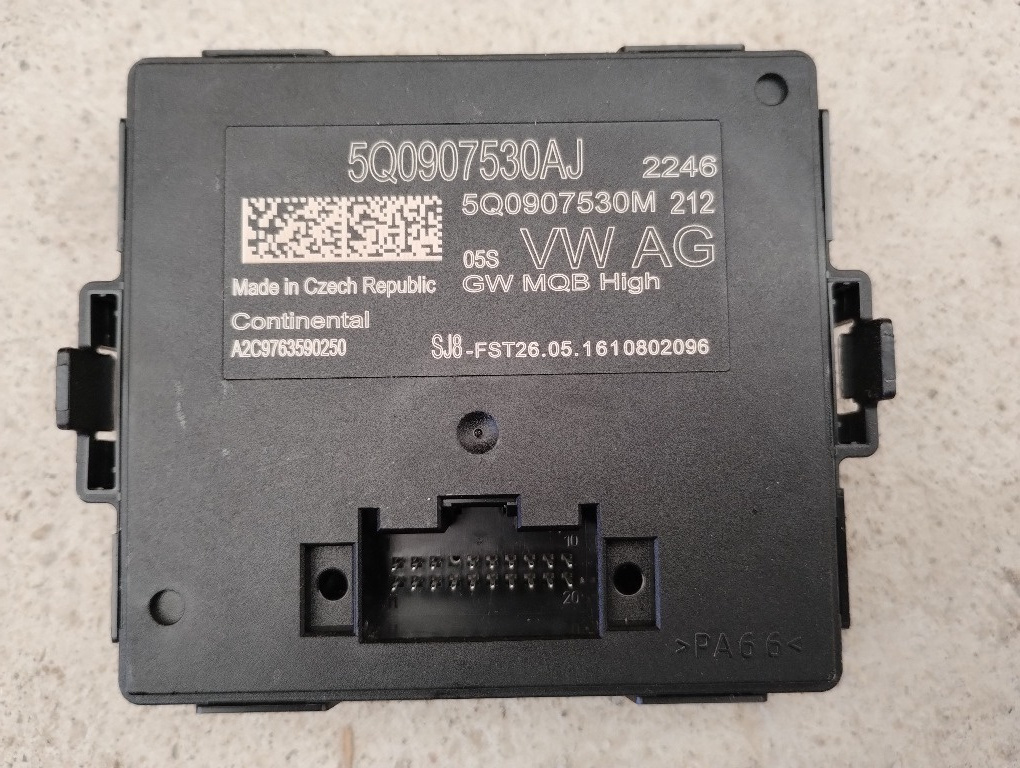 5Q0907530AJ 2246
5Q0907530M 212
05S VW AG
Made in Czech Republic GW MQB High
Continental
A2C9763590250 SJ8-FST26.05.1610802096
10
20
>PA66<